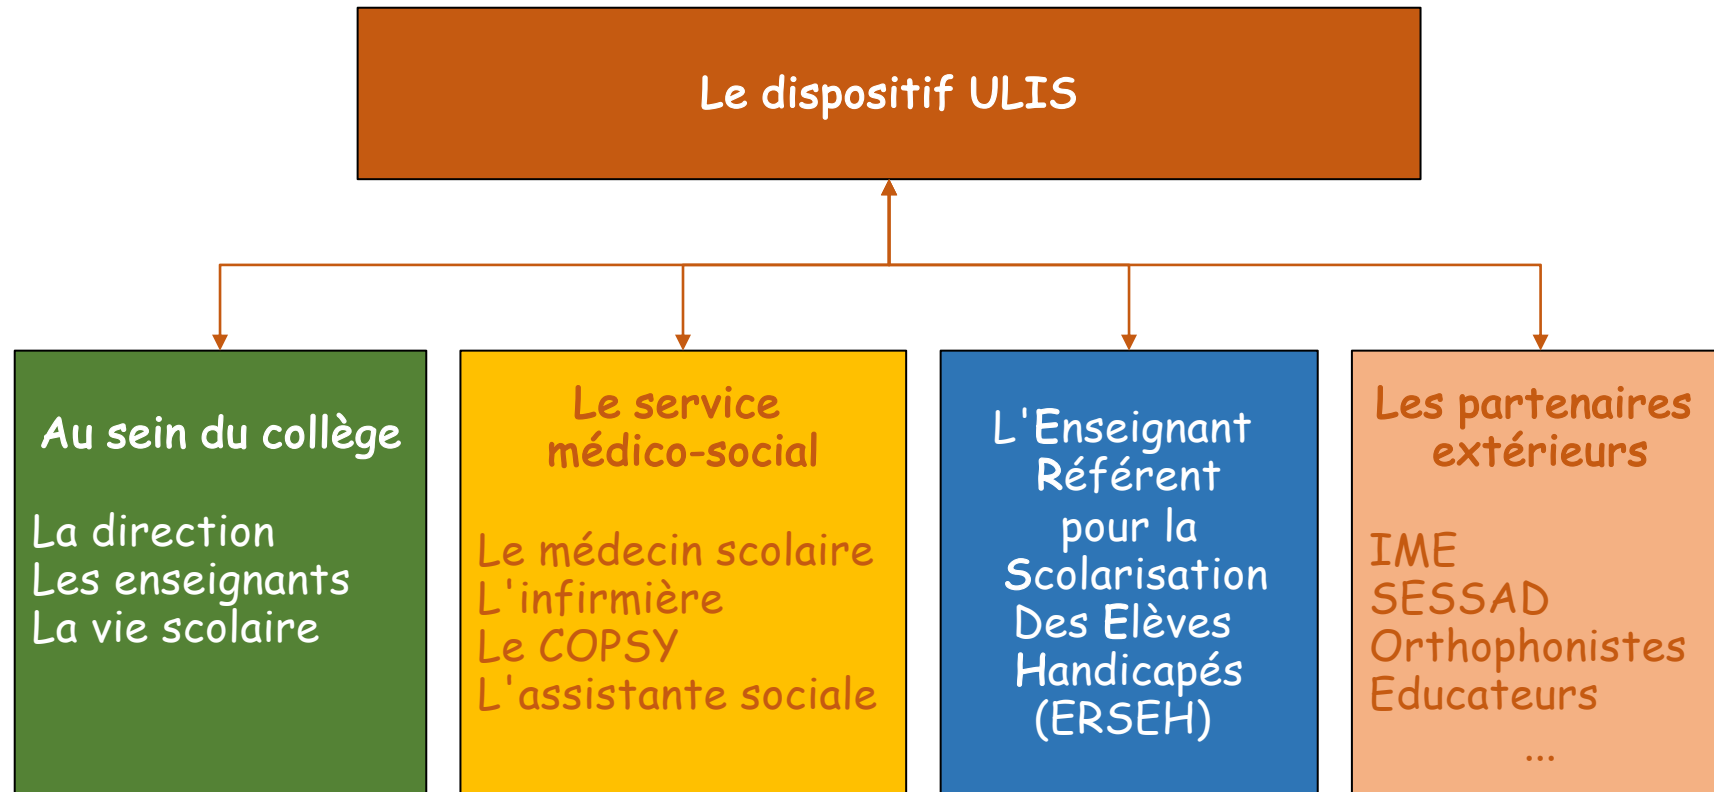 Le dispositif ULIS
Au sein du collège
La direction
Les enseignants
La vie scolaire
Le service
médico-social
Le médecin scolaire
L'infirmière
Le COPSY
L'assistante sociale
L'Enseignant
Référent
pour la
Scolarisation
Des Elèves
Handicapés
(ERSEH)
Les partenaires
extérieurs
IME
SESSAD
Orthophonistes
Educateurs
...